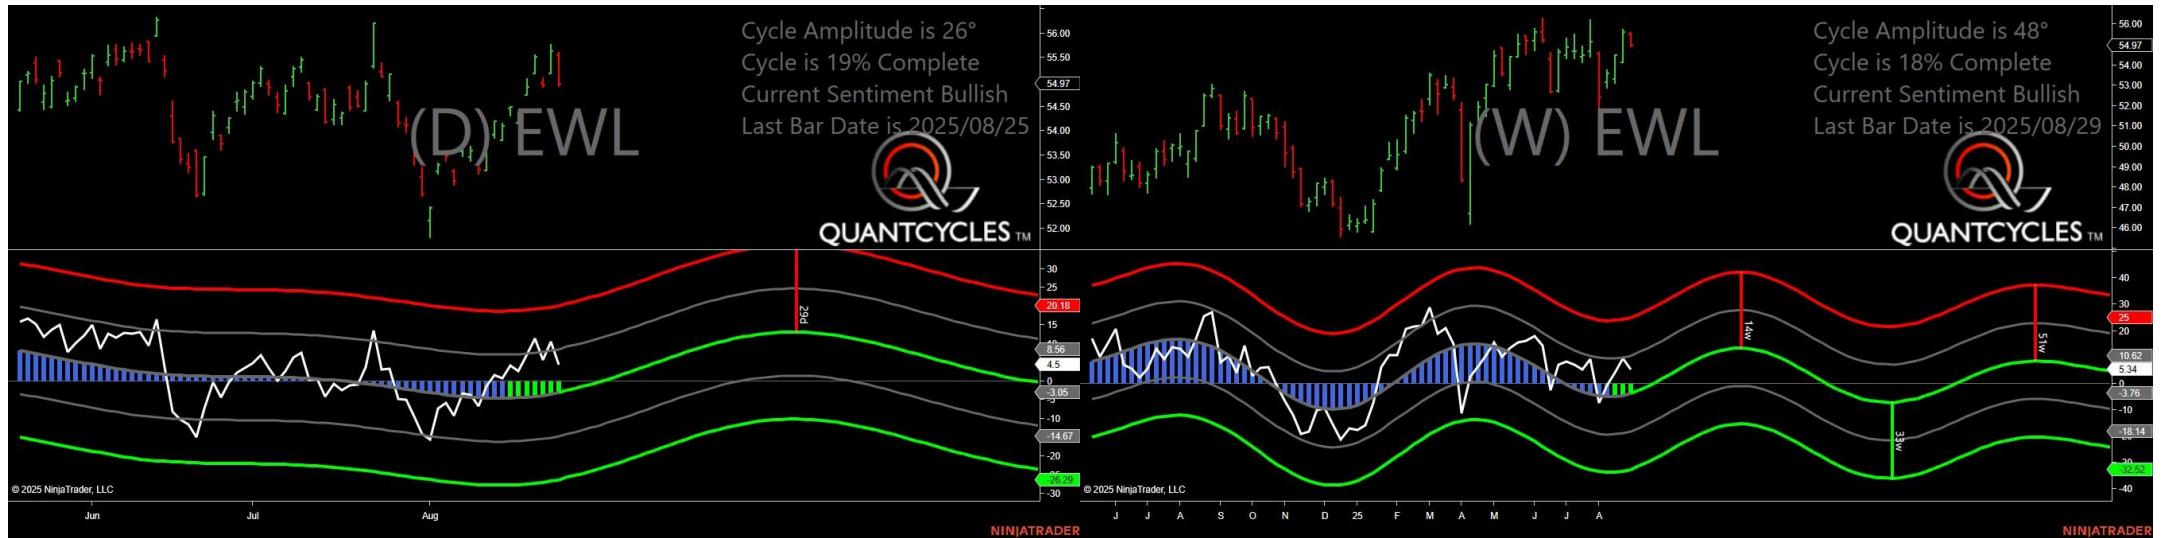 Cycle Amplitude is 26°
Cycle is 19% Complete
Current Sentiment Bullish
Last Bar Date is 2025/08/25
(D) EWL
QUANTCYCLES TM
56.00
55.50
54.97
54.50
54.00
53.50
53.00
52.50
52.00
29d
30
25
20.18
15
8.56
4.5
0
-3.05
-10
-14.67
-20
-26.29
-30
© 2025 NinjaTrader, LLC
Jun
Jul
Aug
NINJATRADER
Cycle Amplitude is 48°
Cycle is 18% Complete
Current Sentiment Bullish
Last Bar Date is 2025/08/29
(W) EWL
QUANTCYCLES TM
56.00
54.97
54.00
53.00
52.00
51.00
50.00
49.00
48.00
47.00
46.00
14w
51w
33w
40
30
25
20
10.62
5.34
0
-3.76
-10
-18.14
-32.52
-40
© 2025 NinjaTrader, LLC
J J A S O N D 25 F M A M J J A
NINJATRADER